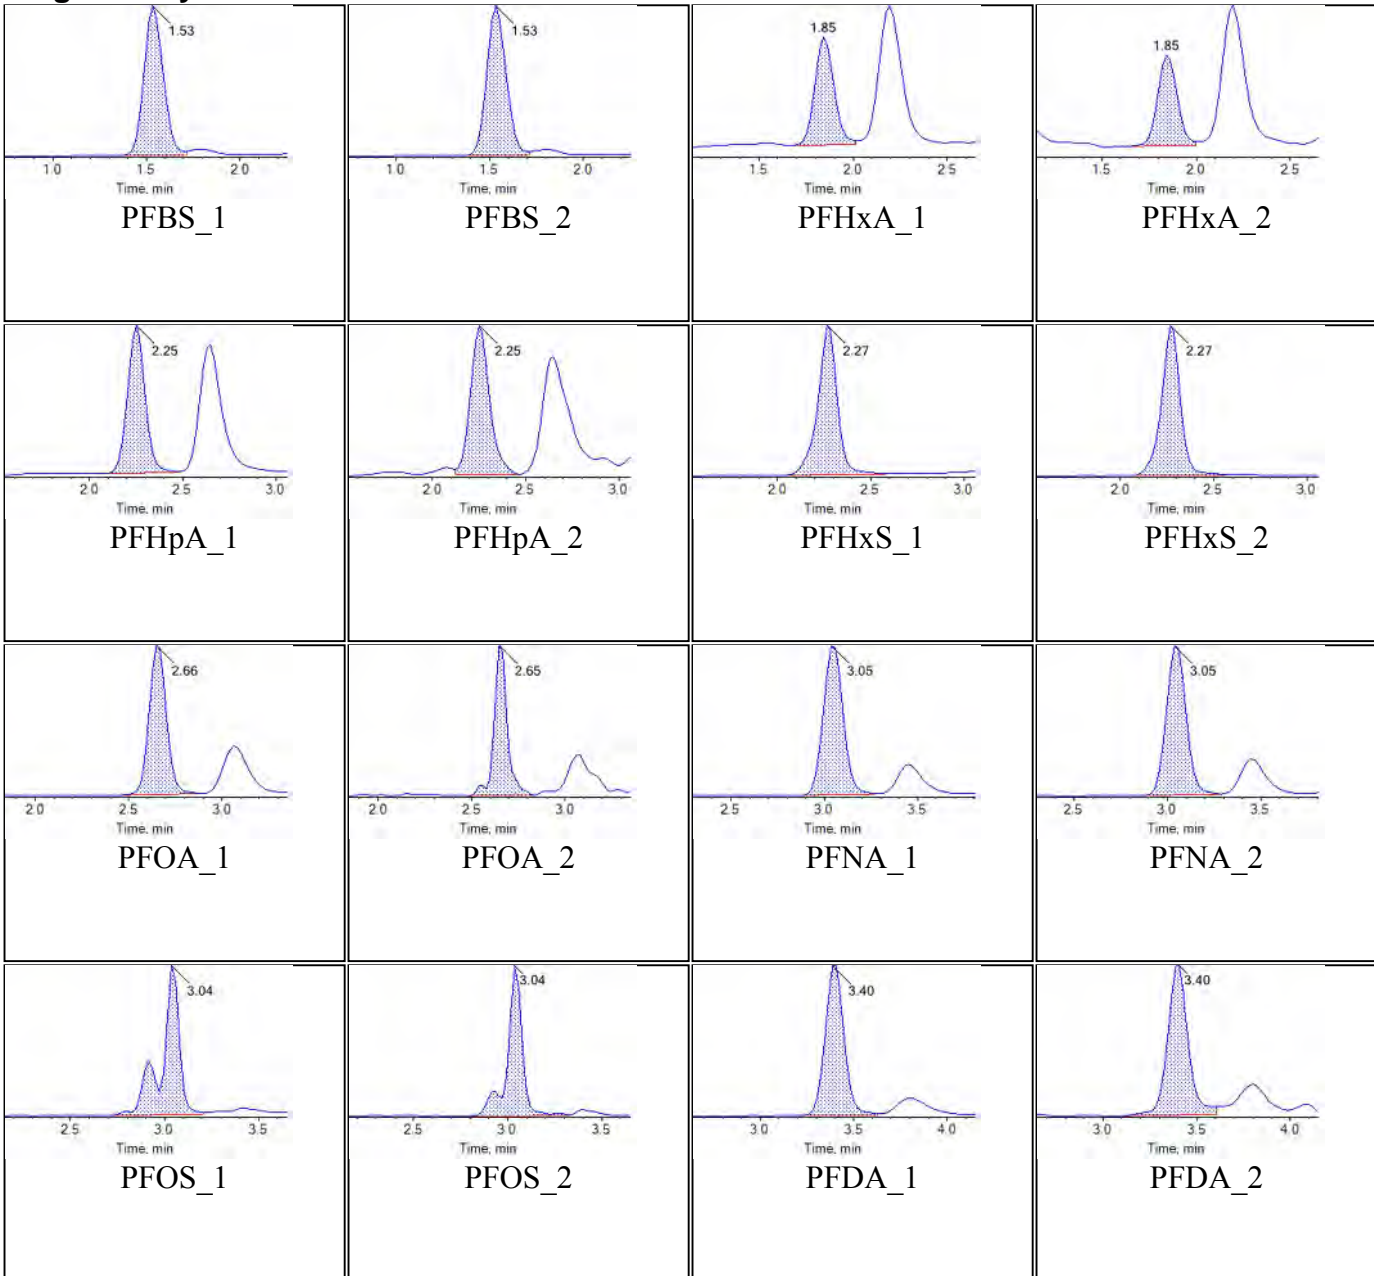 1.53 1.53 1.85 1.85
1.0 1.5 2.0 1.0 1.5 2.0 1.5 2.0 2.5 1.5 2.0 2.5
Time, min Time, min Time, min Time, min
PFBS_1 PFBS_2 PFHxA_1 PFHxA_2
2.25 2.25 2.27 2.27
2.0 2.5 3.0 2.0 2.5 3.0 2.0 2.5 3.0 2.0 2.5 3.0
Time, min Time, min Time, min Time, min
PFHpA_1 PFHpA_2 PFHxS_1 PFHxS_2
2.66 2.65 3.05 3.05
2.0 2.5 3.0 2.0 2.5 3.0 2.5 3.0 3.5 2.5 3.0 3.5
Time, min Time, min Time, min Time, min
PFOA_1 PFOA_2 PFNA_1 PFNA_2
3.04 3.04 3.40 3.40
2.5 3.0 3.5 2.5 3.0 3.5 3.0 3.5 4.0 3.0 3.5 4.0
Time, min Time, min Time, min Time, min
PFOS_1 PFOS_2 PFDA_1 PFDA_2